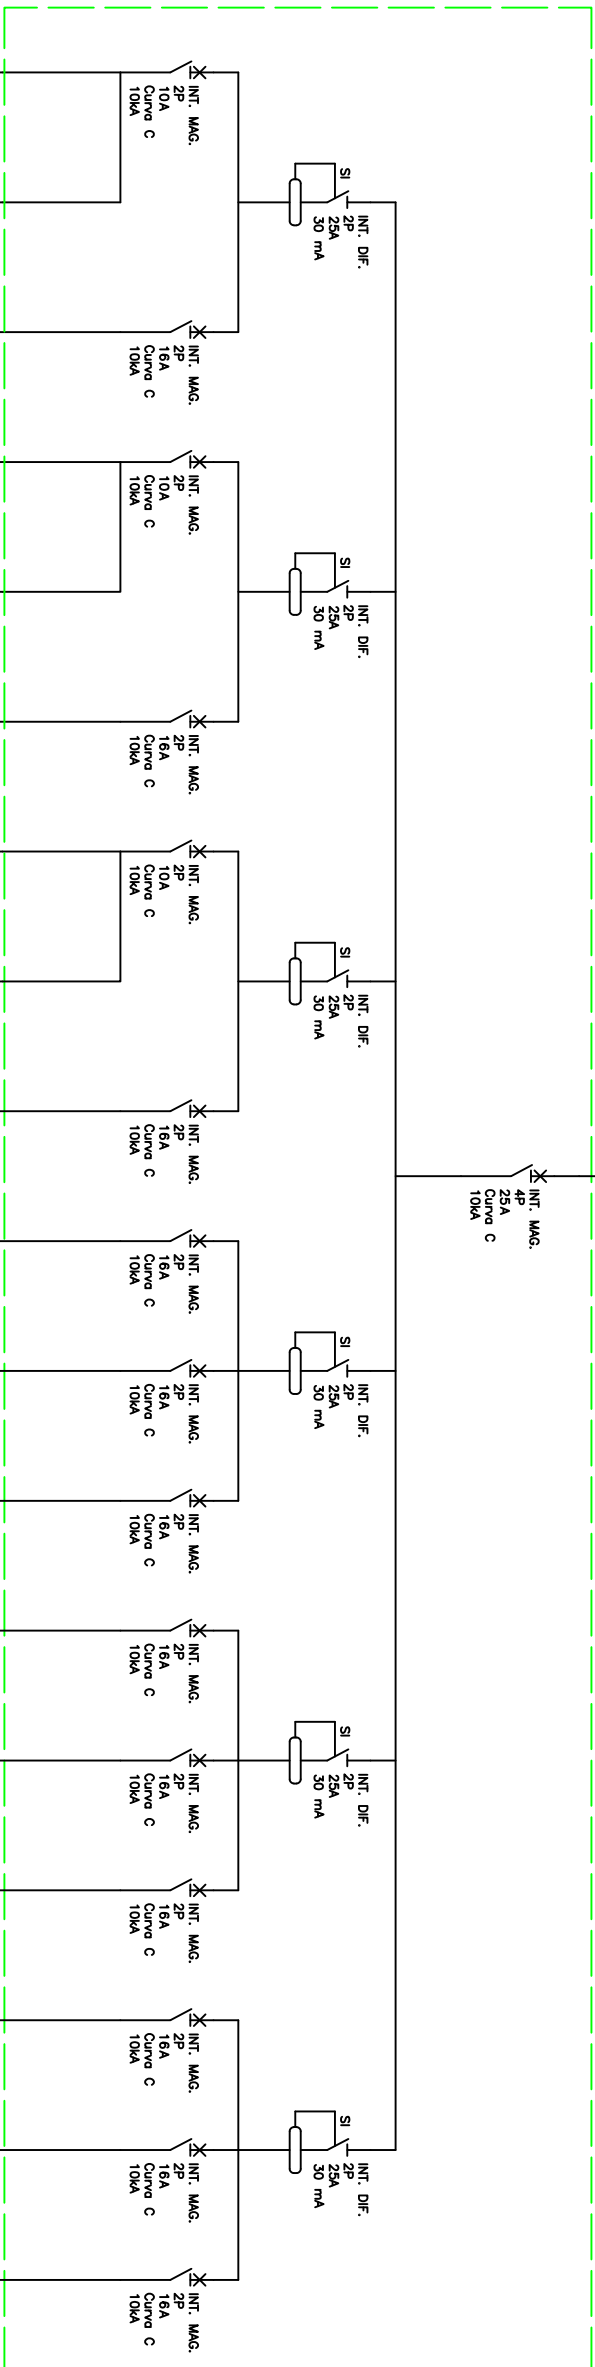 INT. MAG.
4P
25A
Curva C
10kA
INT. DIF.
2P
SI
25A
30 mA
INT. DIF.
2P
SI
25A
30 mA
INT. DIF.
2P
SI
25A
30 mA
INT. DIF.
2P
SI
25A
30 mA
INT. DIF.
2P
SI
25A
30 mA
INT. DIF.
2P
SI
25A
30 mA
INT. MAG.
2P
10A
Curva C
10kA
INT. MAG.
2P
16A
Curva C
10kA
INT. MAG.
2P
10A
Curva C
10kA
INT. MAG.
2P
16A
Curva C
10kA
INT. MAG.
2P
10A
Curva C
10kA
INT. MAG.
2P
16A
Curva C
10kA
INT. MAG.
2P
16A
Curva C
10kA
INT. MAG.
2P
16A
Curva C
10kA
INT. MAG.
2P
16A
Curva C
10kA
INT. MAG.
2P
16A
Curva C
10kA
INT. MAG.
2P
16A
Curva C
10kA
INT. MAG.
2P
16A
Curva C
10kA
INT. MAG.
2P
16A
Curva C
10kA
INT. MAG.
2P
16A
Curva C
10kA
INT. MAG.
2P
16A
Curva C
10kA